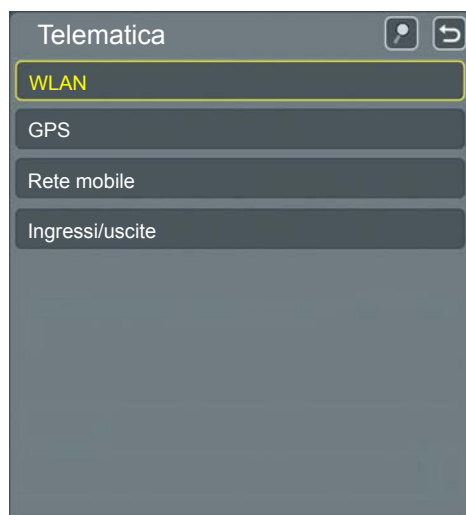 Telematica
WLAN
GPS
Rete mobile
Ingressi/uscite